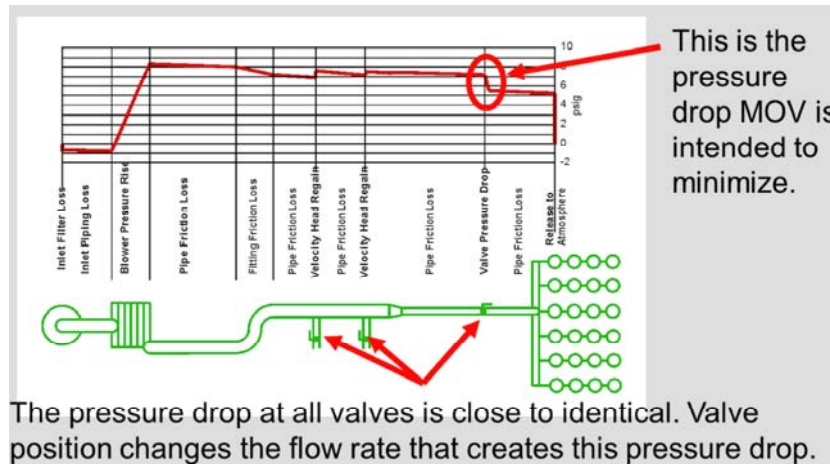 This is the
pressure
drop MOV is
intended to
minimize.
10
6
4
2
0
-2
psig
Inlet Filter Loss
Inlet Piping Loss
Blower Pressure Rise
Pipe Friction Loss
Fitting Friction Loss
Pipe Friction Loss
Velocity Head Regain
Pipe Friction Loss
Velocity Head Regain
Pipe Friction Loss
Valve Pressure Drop
Pipe Friction Loss
Release to
Atmosphere
The pressure drop at all valves is close to identical. Valve
position changes the flow rate that creates this pressure drop.